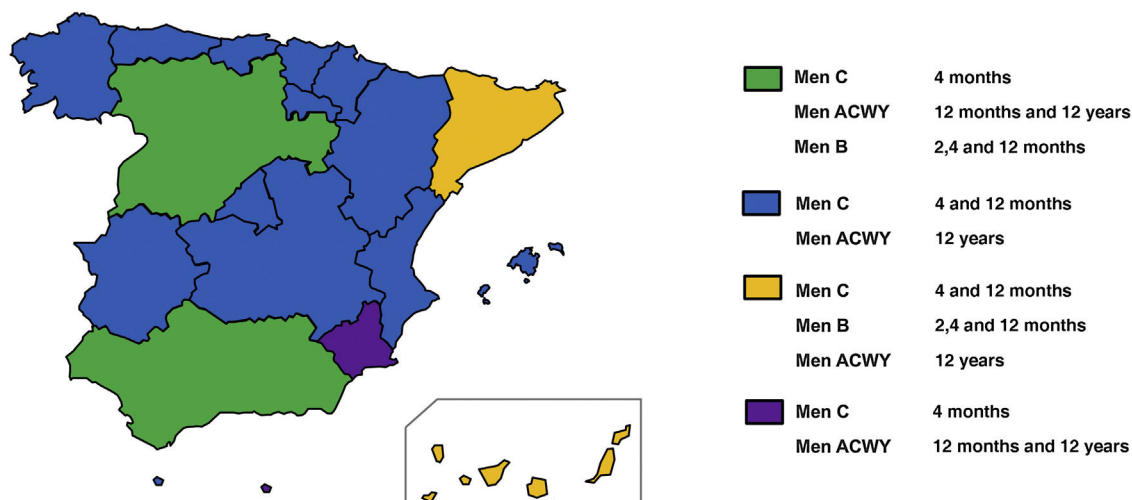 Men C 4 months
Men ACWY 12 months and 12 years
Men B 2,4 and 12 months
Men C 4 and 12 months
Men ACWY 12 years
Men C 4 and 12 months
Men B 2,4 and 12 months
Men ACWY 12 years
Men C 4 months
Men ACWY 12 months and 12 years